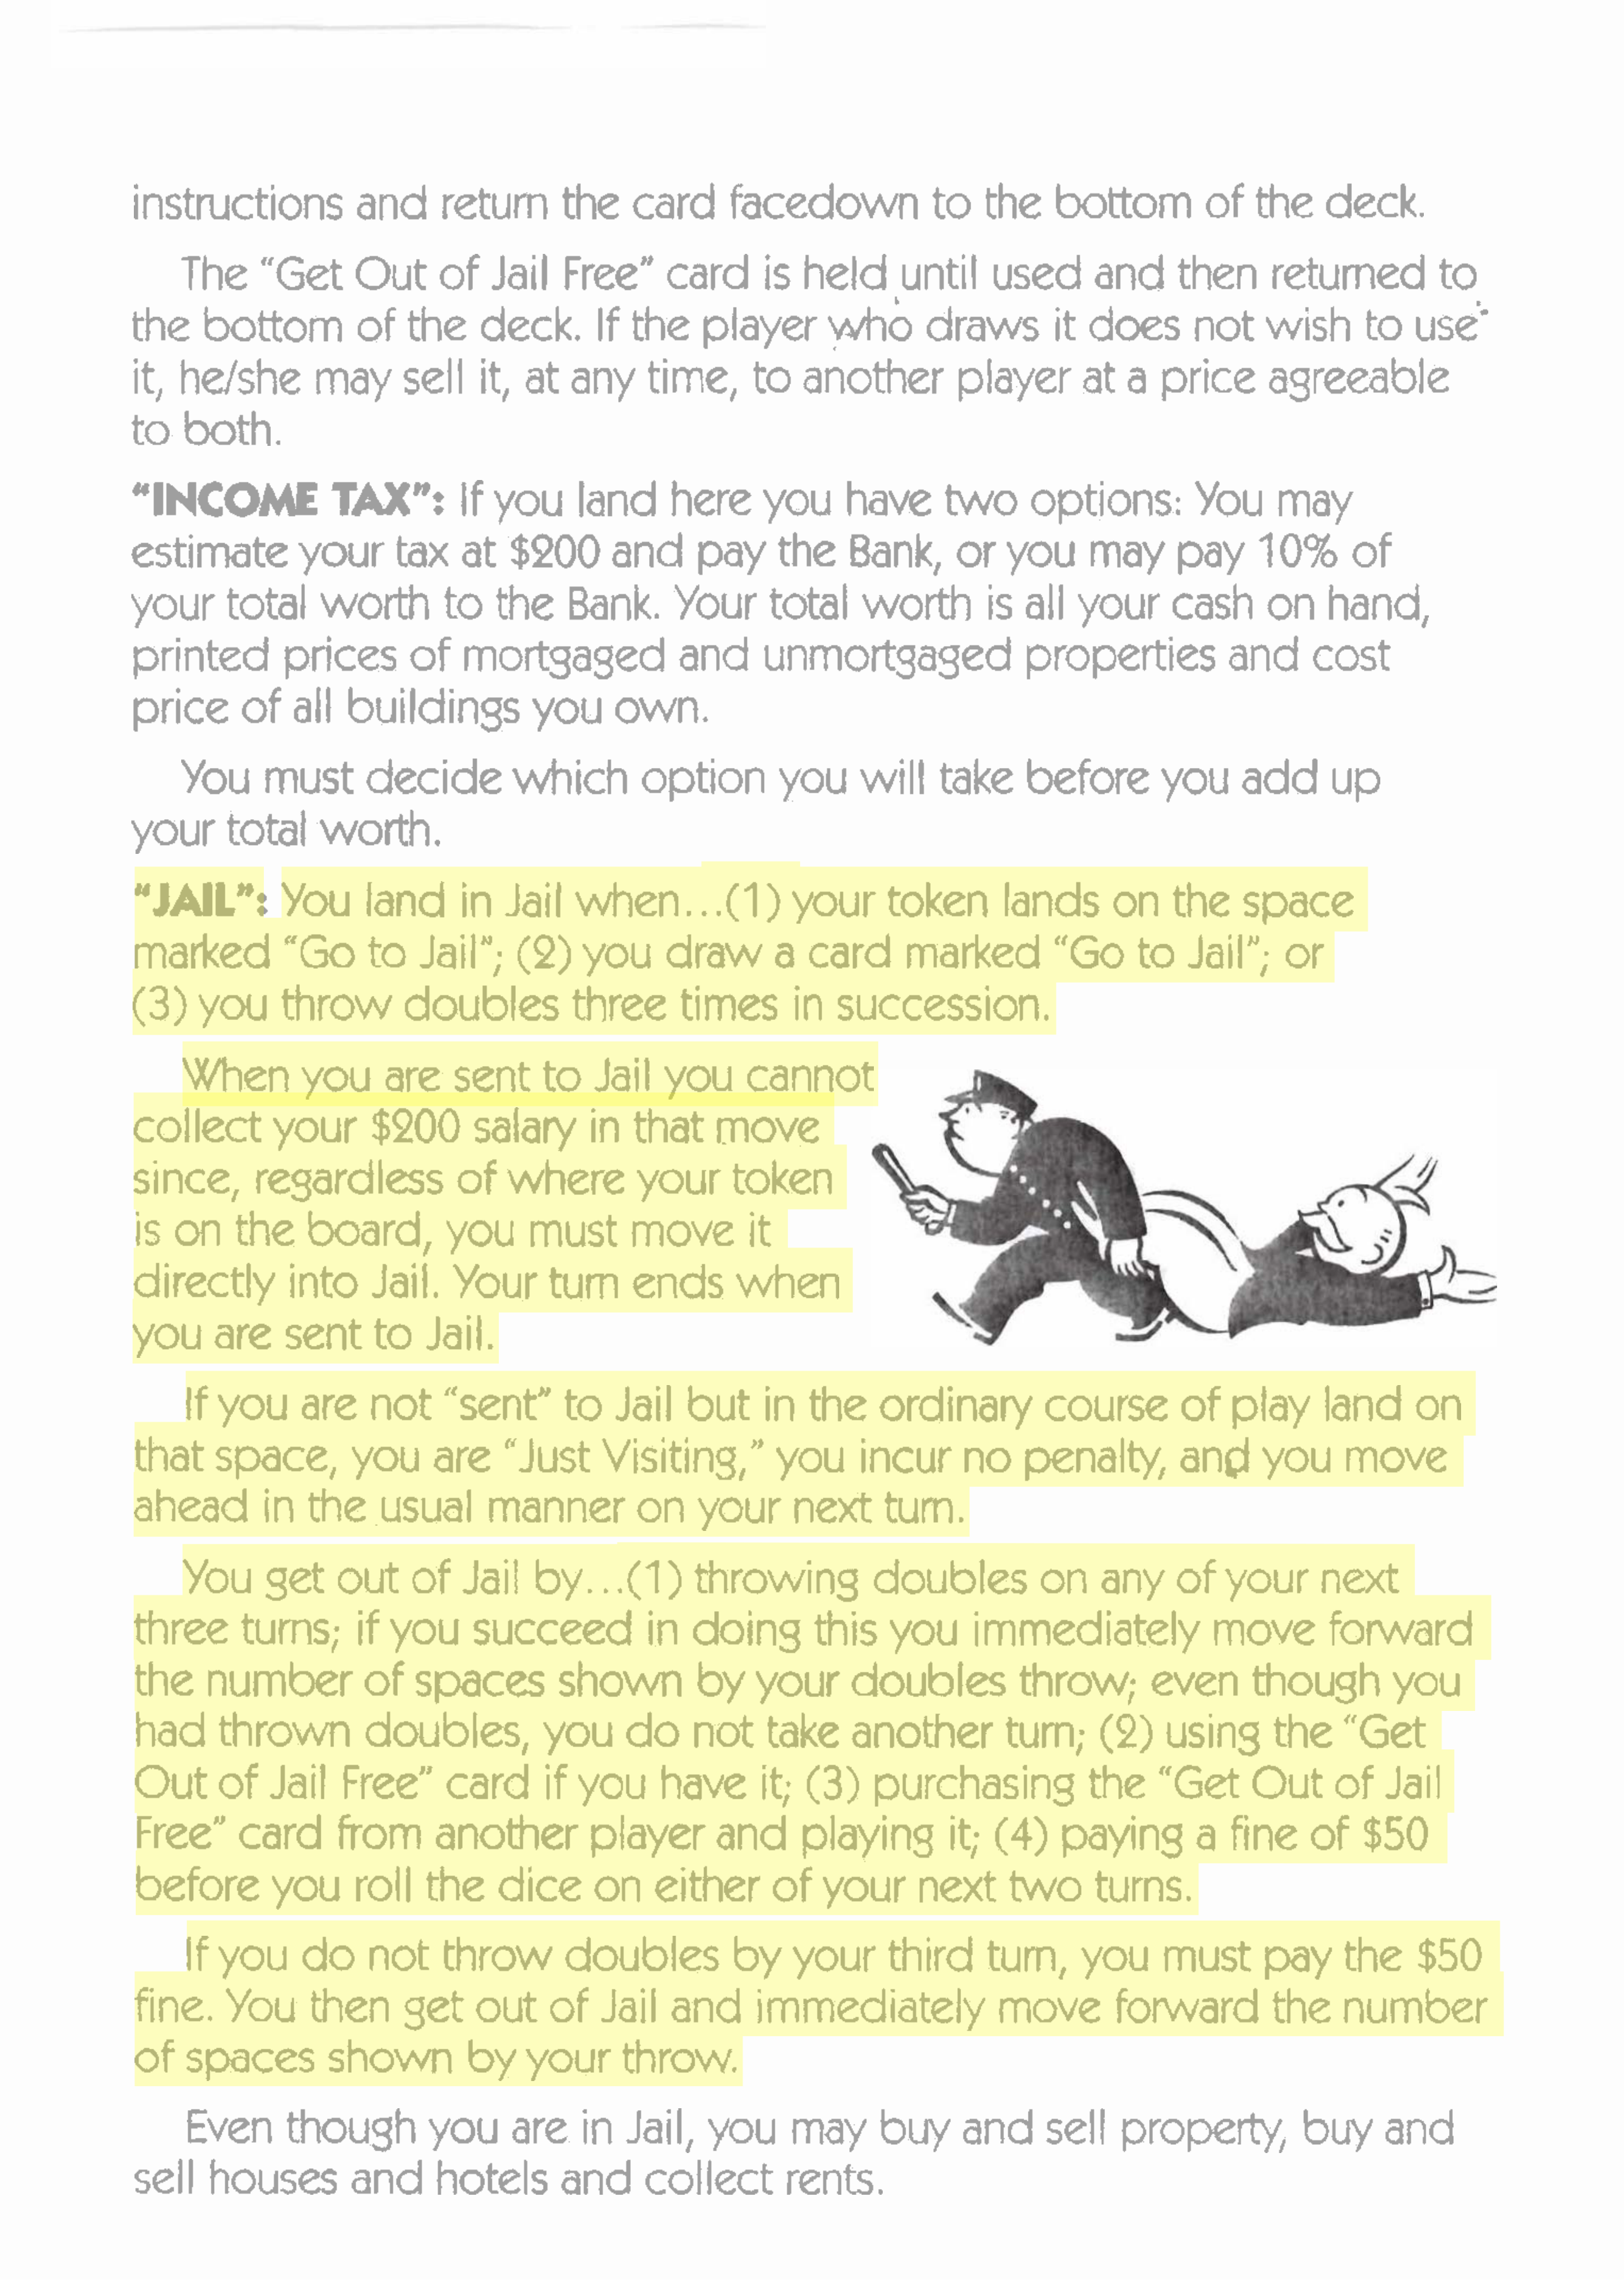 instructions and return the card facedown to the bottom of the deck.
The “Get Out of Jail Free” card is held until used and then returned to
the bottom of the deck. If the player who draws it does not wish to use
it, he/she may sell it, at any time, to another player at a price agreeable
to both.
“INCOME TAX”: If you land here you have two options: You may
estimate your tax at $200 and pay the Bank, or you may pay 10% of
your total worth to the Bank. Your total worth is all your cash on hand,
printed prices of mortgaged and unmortgaged properties and cost
price of all buildings you own.
You must decide which option you will take before you add up
your total worth.
“JAIL”: You land in Jail when...(1) your token lands on the space
marked “Go to Jail”; (2) you draw a card marked “Go to Jail”; or
(3) you throw doubles three times in succession.
When you are sent to Jail you cannot
collect your $200 salary in that move
since, regardless of where your token
is on the board, you must move it
directly into Jail. Your turn ends when
you are sent to Jail.
If you are not “sent” to Jail but in the ordinary course of play land on
that space, you are “Just Visiting,” you incur no penalty, and you move
ahead in the usual manner on your next turn.
You get out of Jail by...(1) throwing doubles on any of your next
three turns; if you succeed in doing this you immediately move forward
the number of spaces shown by your doubles throw; even though you
had thrown doubles, you do not take another turn; (2) using the “Get
Out of Jail Free” card if you have it; (3) purchasing the “Get Out of Jail
Free” card from another player and playing it; (4) paying a fine of $50
before you roll the dice on either of your next two turns.
If you do not throw doubles by your third turn, you must pay the $50
fine. You then get out of Jail and immediately move forward the number
of spaces shown by your throw.
Even though you are in Jail, you may buy and sell property, buy and
sell houses and hotels and collect rents.